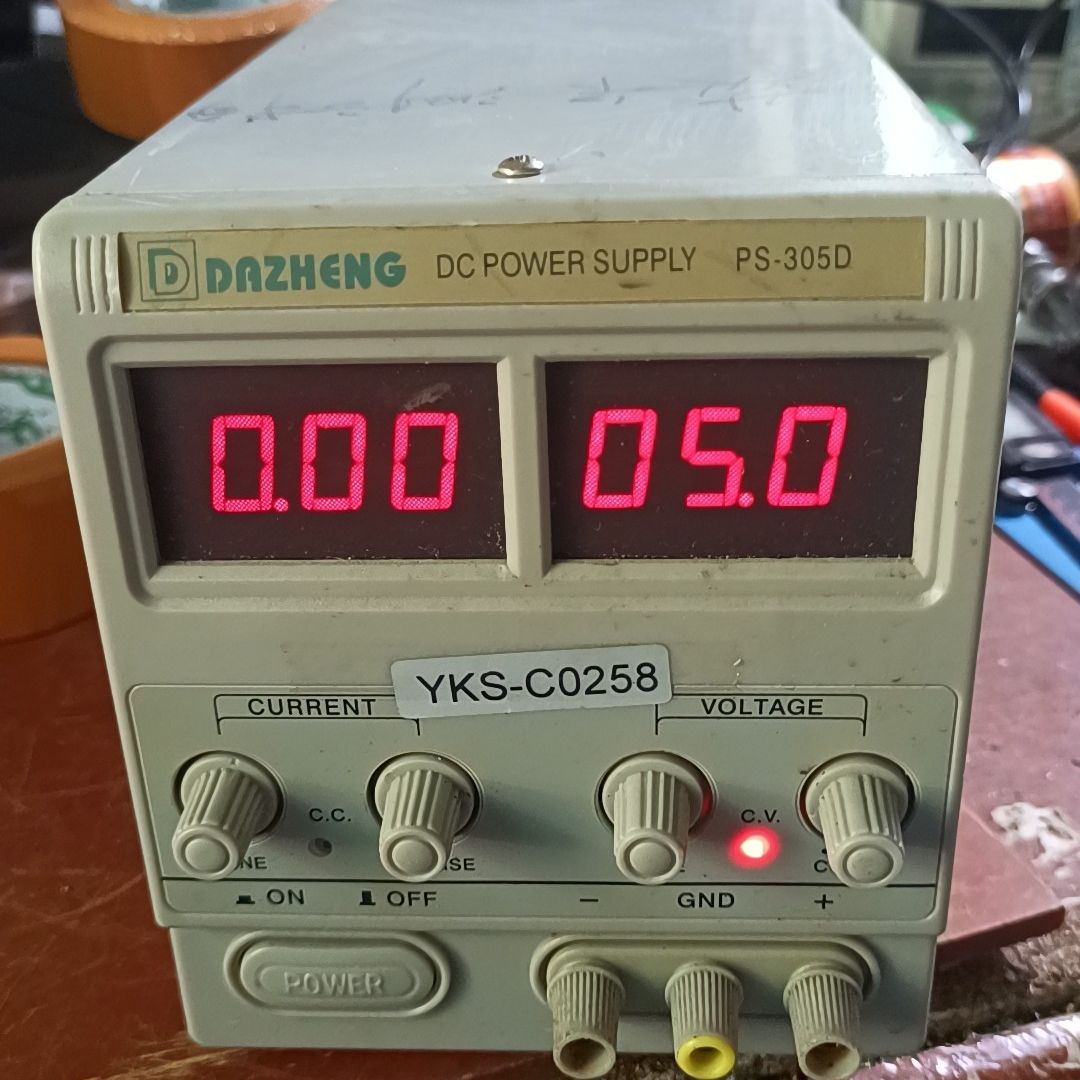 D DAZHENG DC POWER SUPPLY PS-305D
0.00 05.0
YKS-C0258
CURRENT VOLTAGE
C.C. C.V.
ON OFF - GND +
POWER